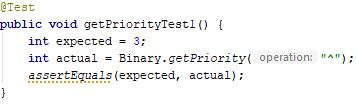 @Test
public void getPriorityTest1() {
    int expected = 3;
    int actual = Binary.getPriority( operation: "^");
    assertEquals(expected, actual);
}